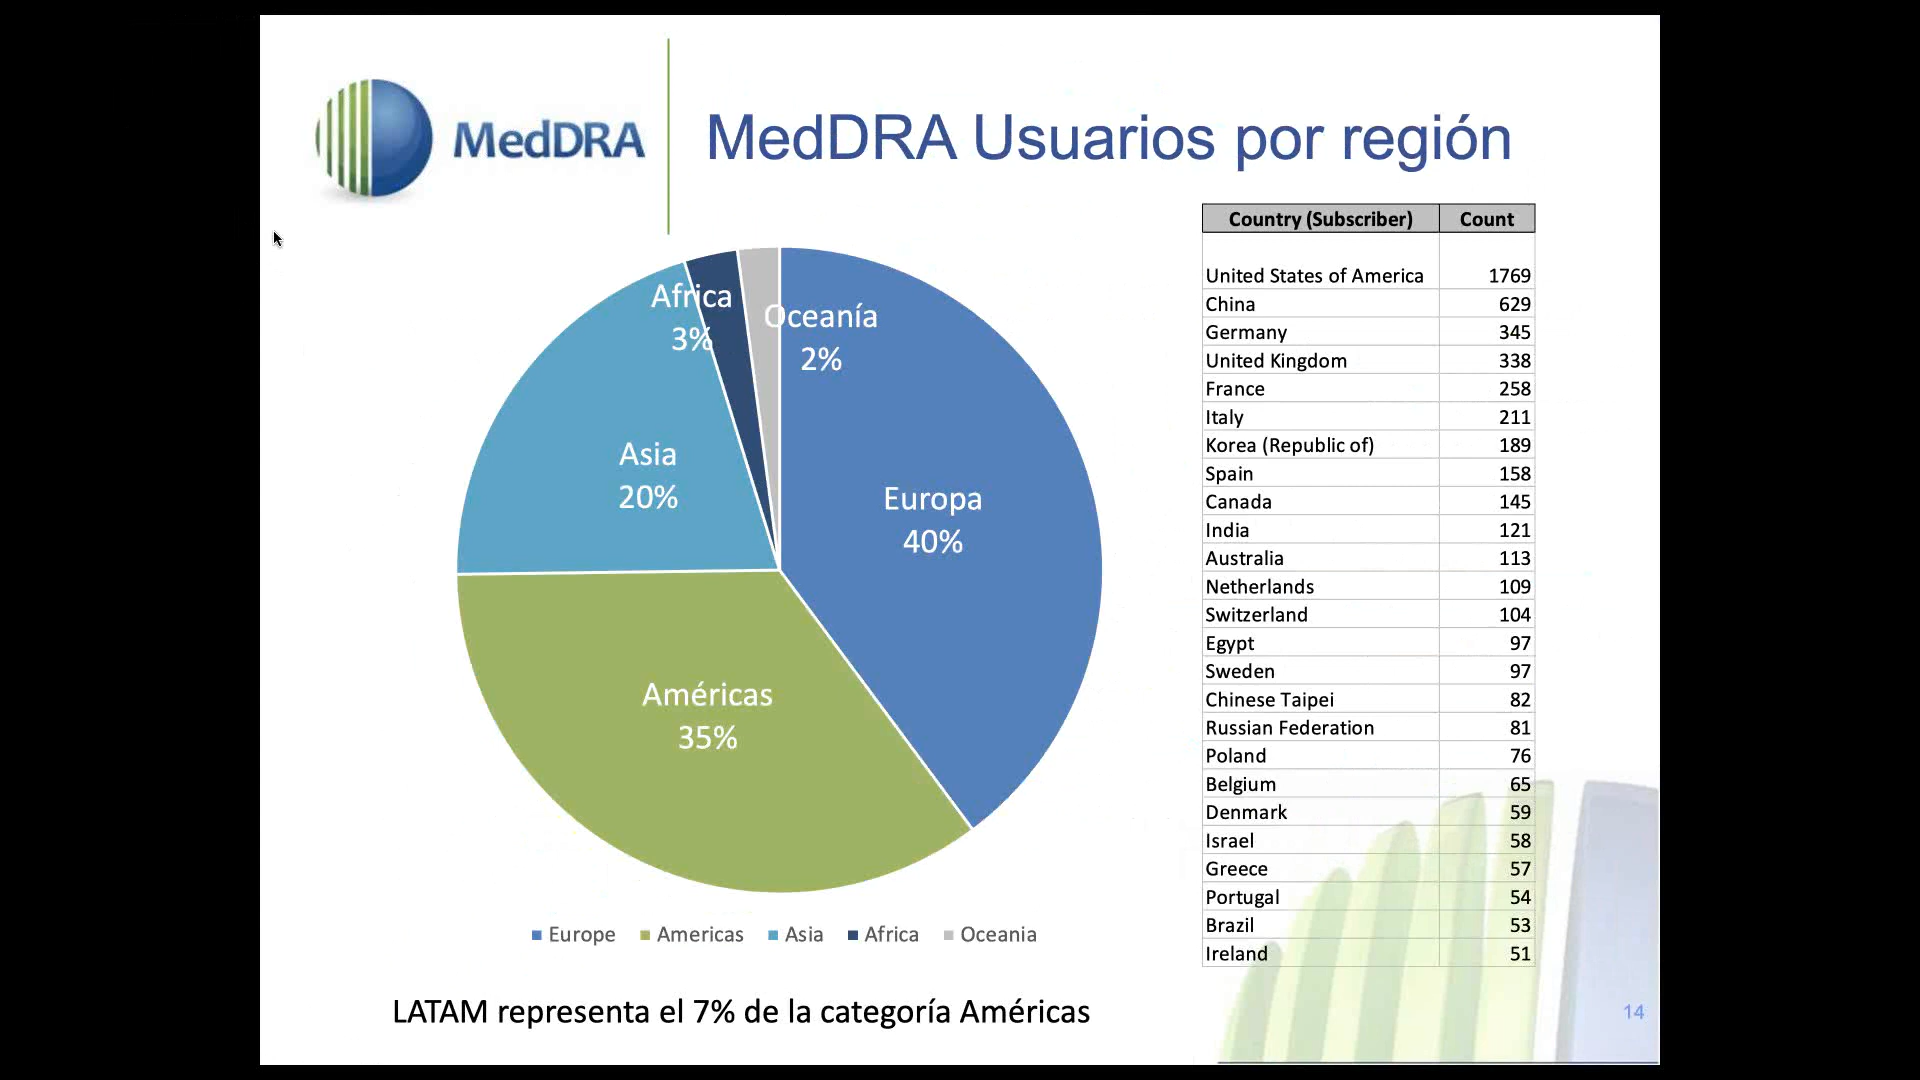 MedDRA
MedDRA Usuarios por región
Africa
3%
Oceanía
2%
Asia
20%
Europa
40%
Américas
35%
Europe Americas Asia Africa Oceania
LATAM representa el 7% de la categoría Américas
Country (Subscriber) Count
United States of America 1769
China 629
Germany 345
United Kingdom 338
France 258
Italy 211
Korea (Republic of) 189
Spain 158
Canada 145
India 121
Australia 113
Netherlands 109
Switzerland 104
Egypt 97
Sweden 97
Chinese Taipei 82
Russian Federation 81
Poland 76
Belgium 65
Denmark 59
Israel 58
Greece 57
Portugal 54
Brazil 53
Ireland 51
14